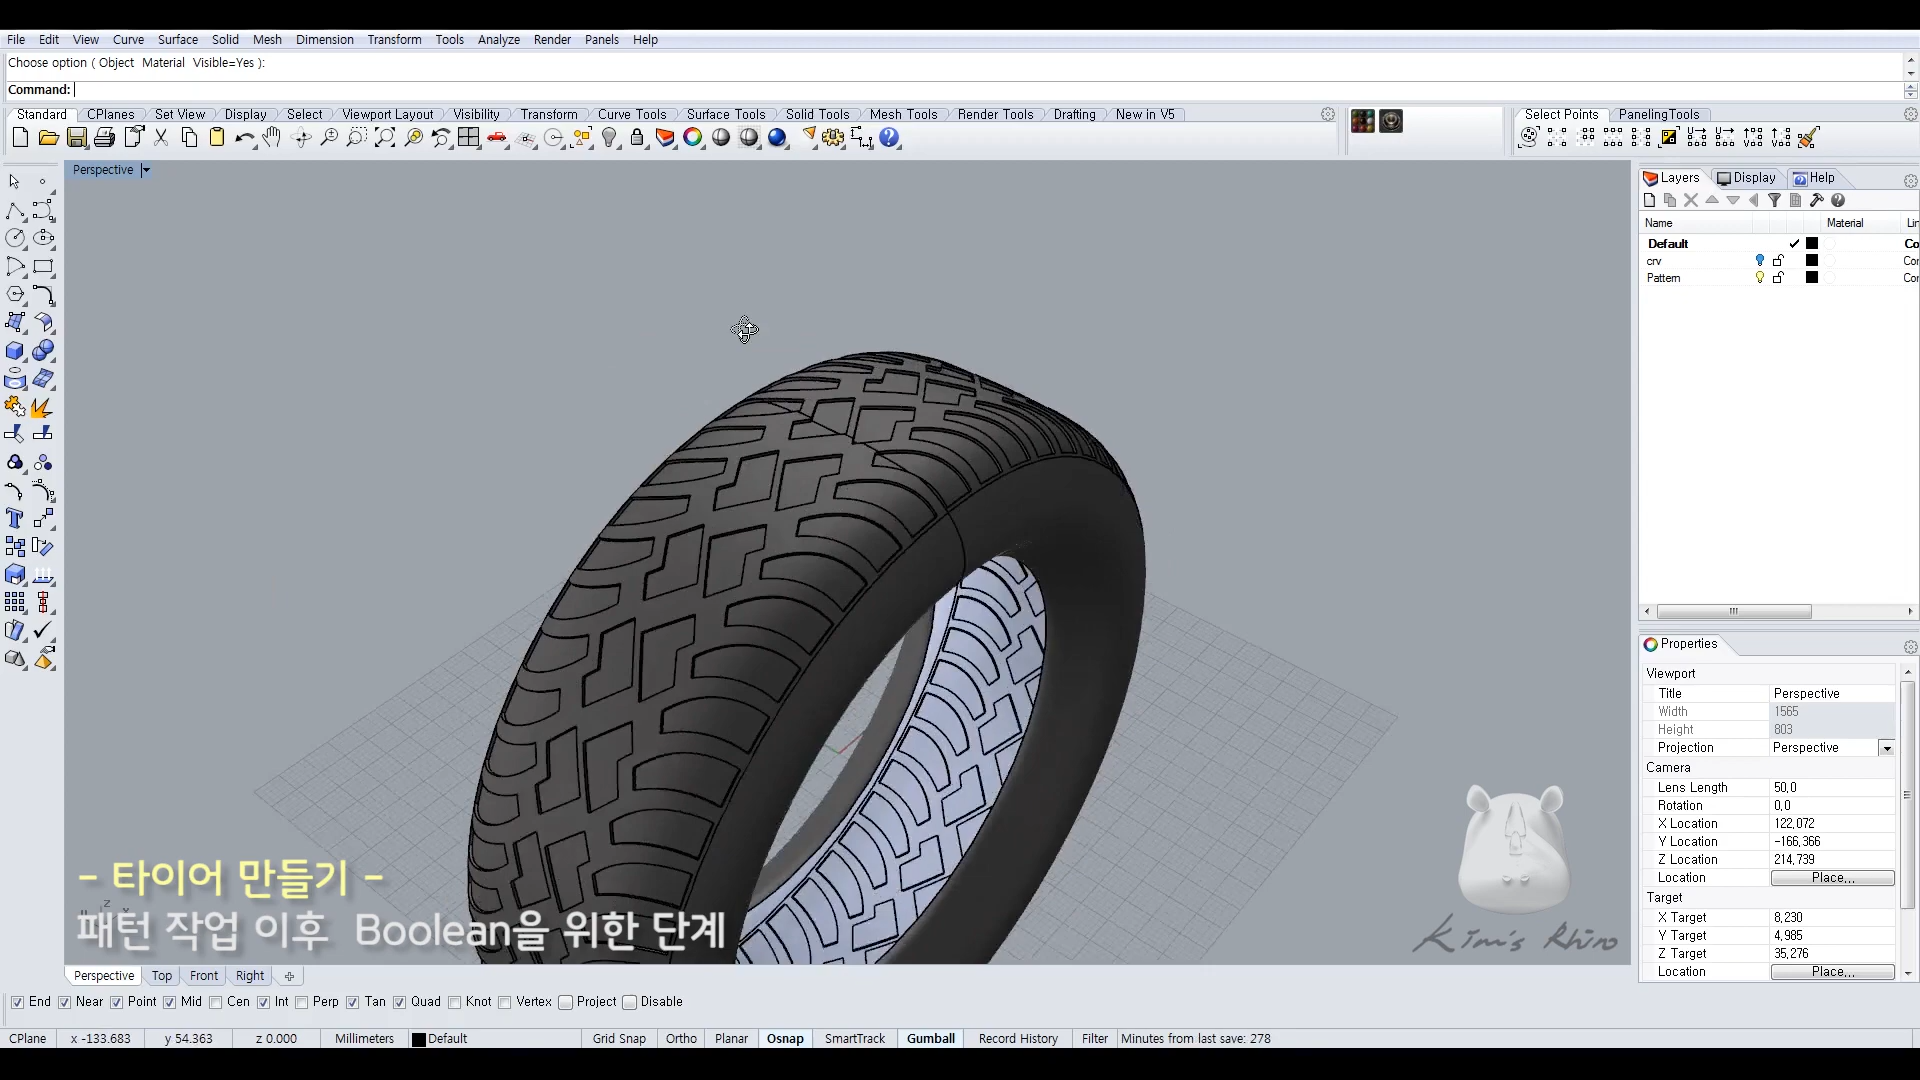 File Edit View Curve Surface Solid Mesh Dimension Transform Tools Analyze Render Panels Help
Choose option ( Object Material Visible=Yes ):
Command:
Standard CPlanes Set View Display Select Viewport Layout Visibility Transform Curve Tools Surface Tools Solid Tools Mesh Tools Render Tools Drafting New in V5
Select Points PanelingTools
Perspective
Layers Display Help
Name Material Lin
Default Co
crv Con
Pattern Con
Properties
Viewport
Title Perspective
Width 1565
Height 803
Projection Perspective
Camera
Lens Length 50,0
Rotation 0,0
X Location 122,072
Y Location -166,366
Z Location 214,739
Location Place,,,
Target
X Target 8,230
Y Target 4,985
Z Target 35,276
Location Place,,,
- 타이어 만들기 -
패턴 작업 이후 Boolean을 위한 단계
Kim's Rhino
Perspective Top Front Right
End Near Point Mid Cen Int Perp Tan Quad Knot Vertex Project Disable
CPlane x -133.683 y 54.363 z 0.000 Millimeters Default Grid Snap Ortho Planar Osnap SmartTrack Gumball Record History Filter Minutes from last save: 278